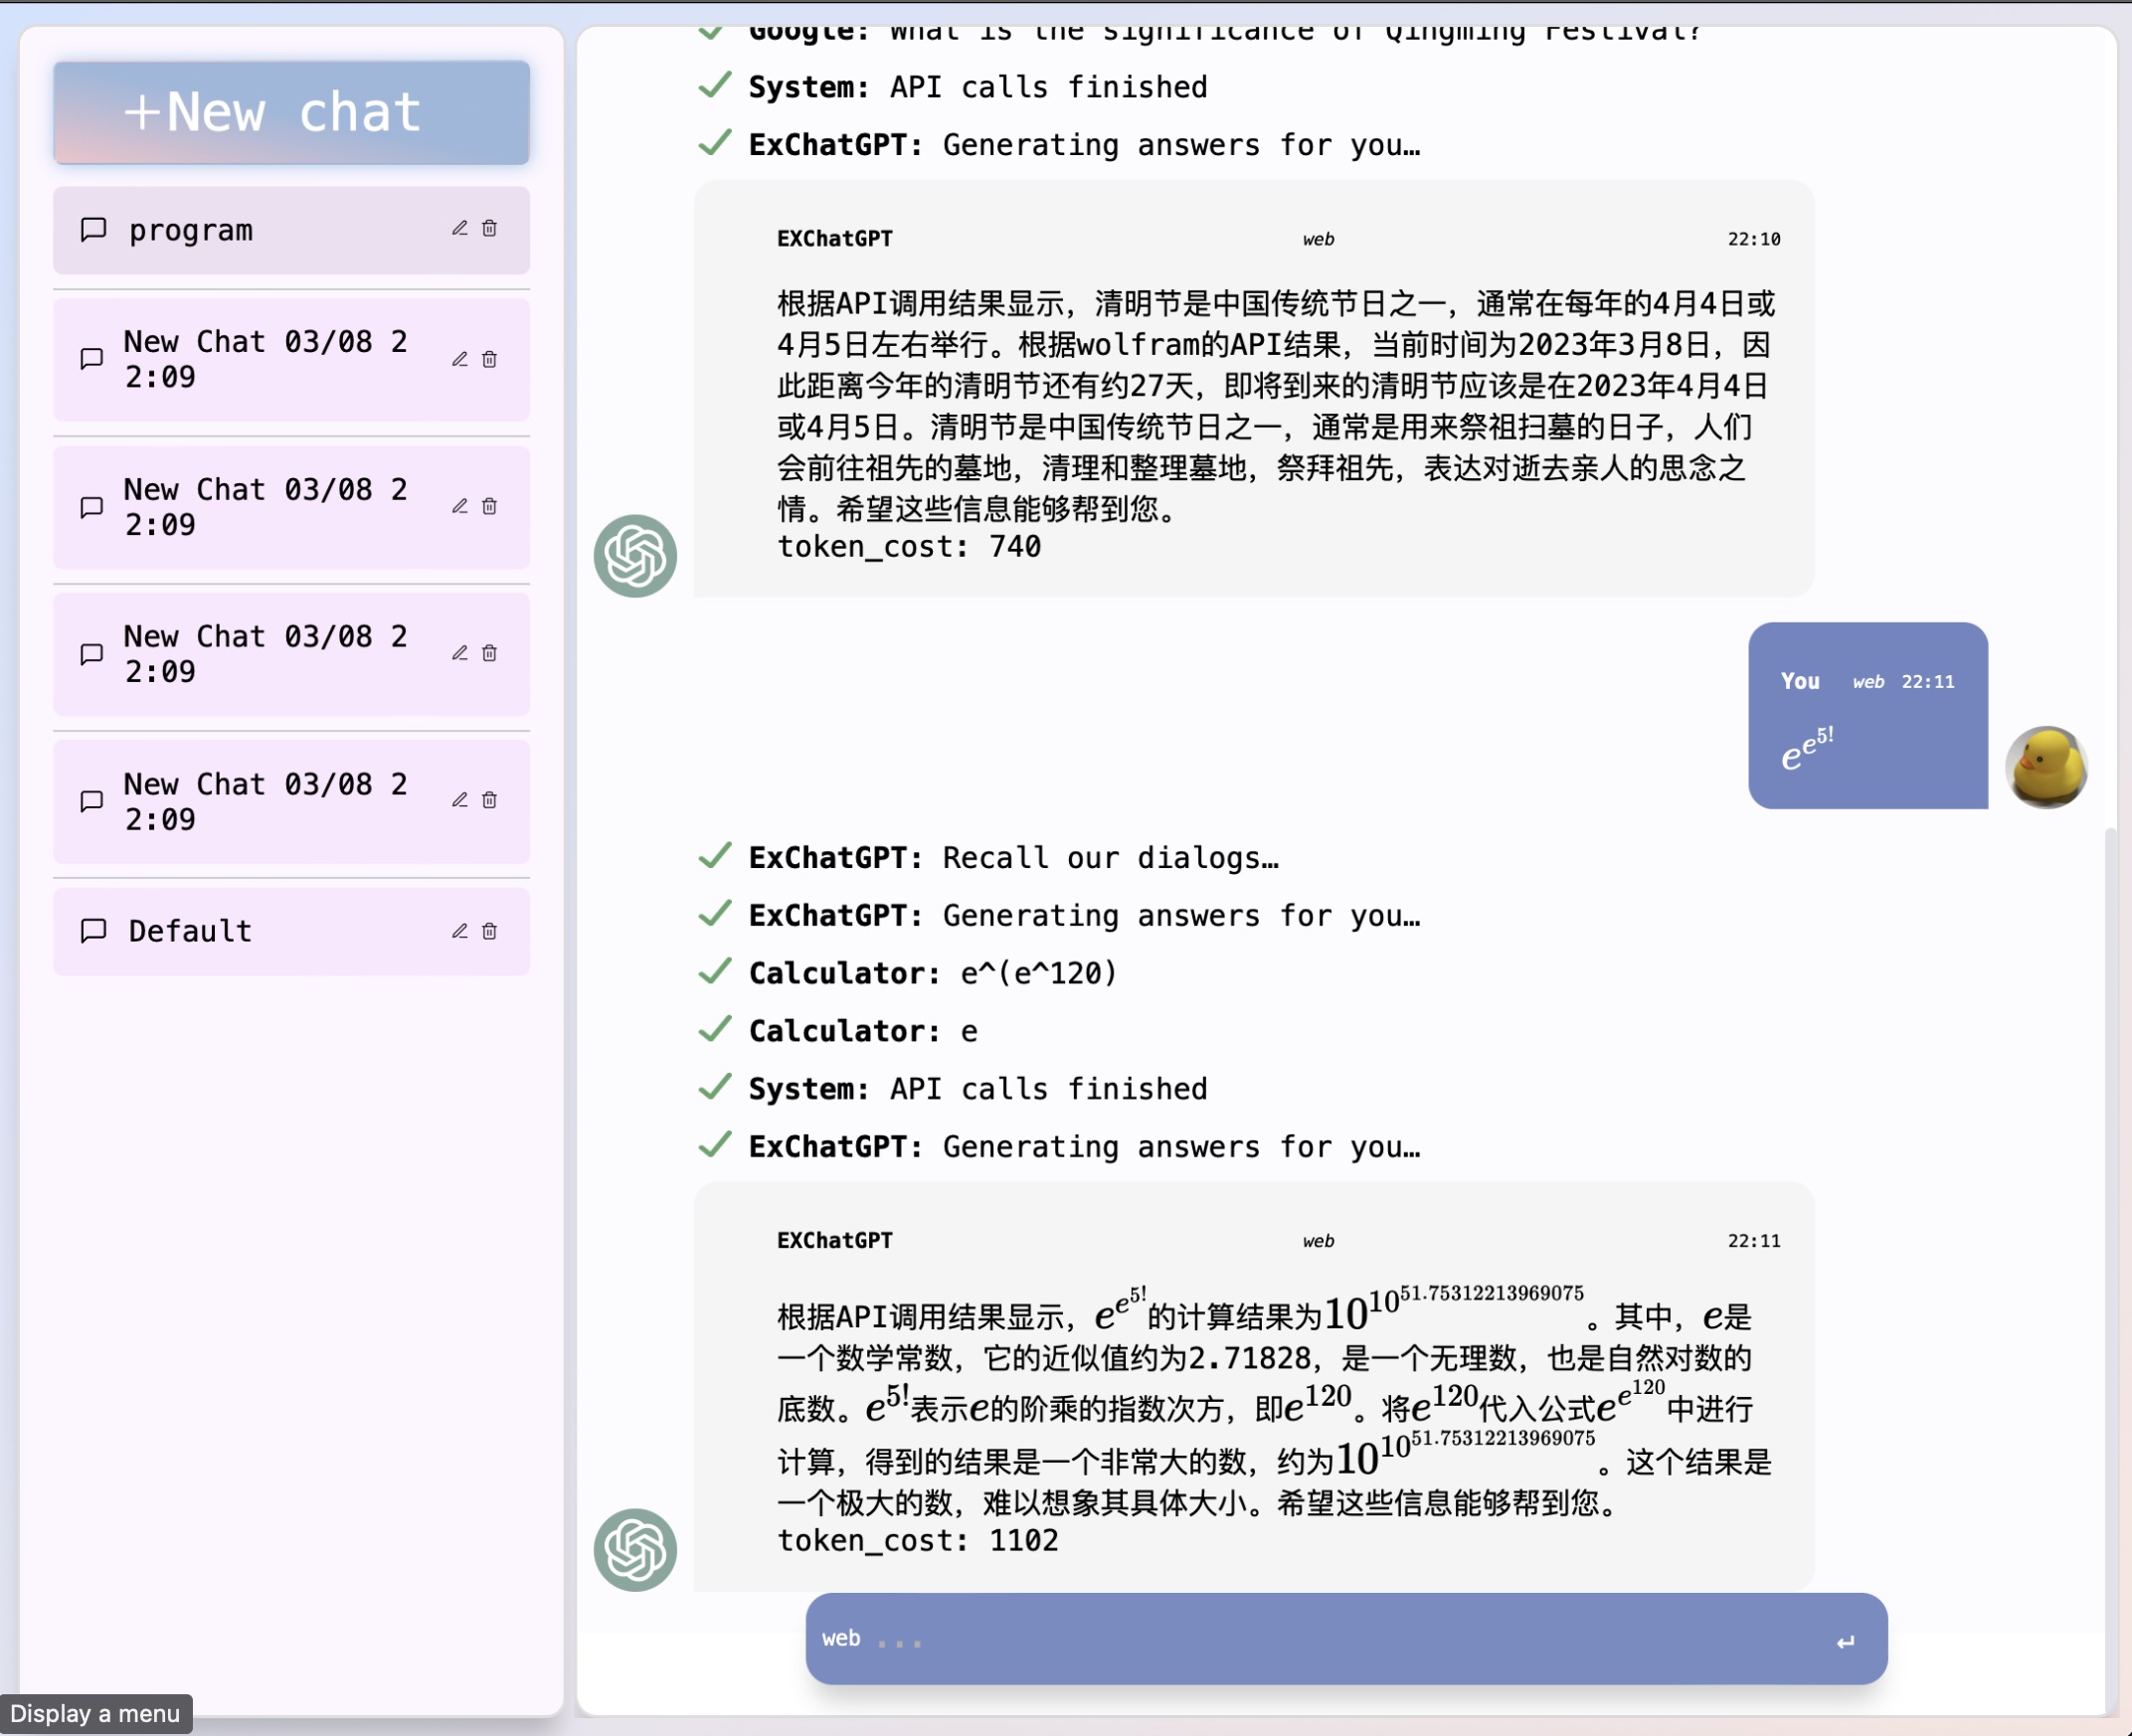 +New chat
program
New Chat 03/08 2
2:09
New Chat 03/08 2
2:09
New Chat 03/08 2
2:09
New Chat 03/08 2
2:09
Default
Display a menu
Google: What is the significance of Qingming Festival?
System: API calls finished
ExChatGPT: Generating answers for you…
EXChatGPT web 22:10
根据API调用结果显示，清明节是中国传统节日之一，通常在每年的4月4日或
4月5日左右举行。根据wolfram的API结果，当前时间为2023年3月8日，因
此距离今年的清明节还有约27天，即将到来的清明节应该是在2023年4月4日
或4月5日。清明节是中国传统节日之一，通常是用来祭祖扫墓的日子，人们
会前往祖先的墓地，清理和整理墓地，祭拜祖先，表达对逝去亲人的思念之
情。希望这些信息能够帮到您。
token_cost: 740
You web 22:11
e^{e^{5!}}
ExChatGPT: Recall our dialogs…
ExChatGPT: Generating answers for you…
Calculator: e^(e^120)
Calculator: e
System: API calls finished
ExChatGPT: Generating answers for you…
EXChatGPT web 22:11
根据API调用结果显示，e^{e^{5!}}的计算结果为10^{10^{51.75312213969075}}。其中，e是
一个数学常数，它的近似值约为2.71828，是一个无理数，也是自然对数的
底数。e^{5!}表示e的阶乘的指数次方，即e^{120}。将e^{120}代入公式e^{e^{120}}中进行
计算，得到的结果是一个非常大的数，约为10^{10^{51.75312213969075}}。这个结果是
一个极大的数，难以想象其具体大小。希望这些信息能够帮到您。
token_cost: 1102
web ...